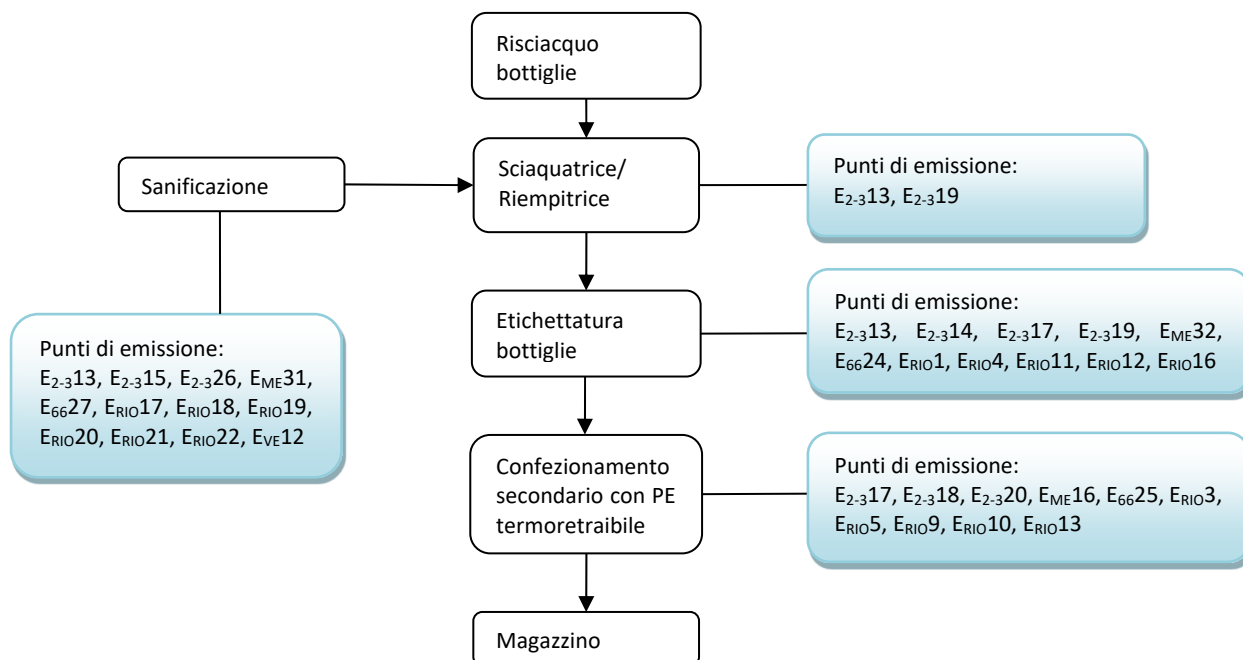 Risciacquo
bottiglie
Sanificazione
Sciaquatrice/
Riempitrice
Punti di emissione:
E2-313, E2-319
Etichettatura
bottiglie
Punti di emissione:
E2-313, E2-314, E2-317, E2-319, EME32,
E6624, ERIO1, ERIO4, ERIO11, ERIO12, ERIO16
Punti di emissione:
E2-313, E2-315, E2-326, EME31,
E6627, ERIO17, ERIO18, ERIO19,
ERIO20, ERIO21, ERIO22, EVE12
Confezionamento
secondario con PE
termoretraibile
Punti di emissione:
E2-317, E2-318, E2-320, EME16, E6625, ERIO3,
ERIO5, ERIO9, ERIO10, ERIO13
Magazzino